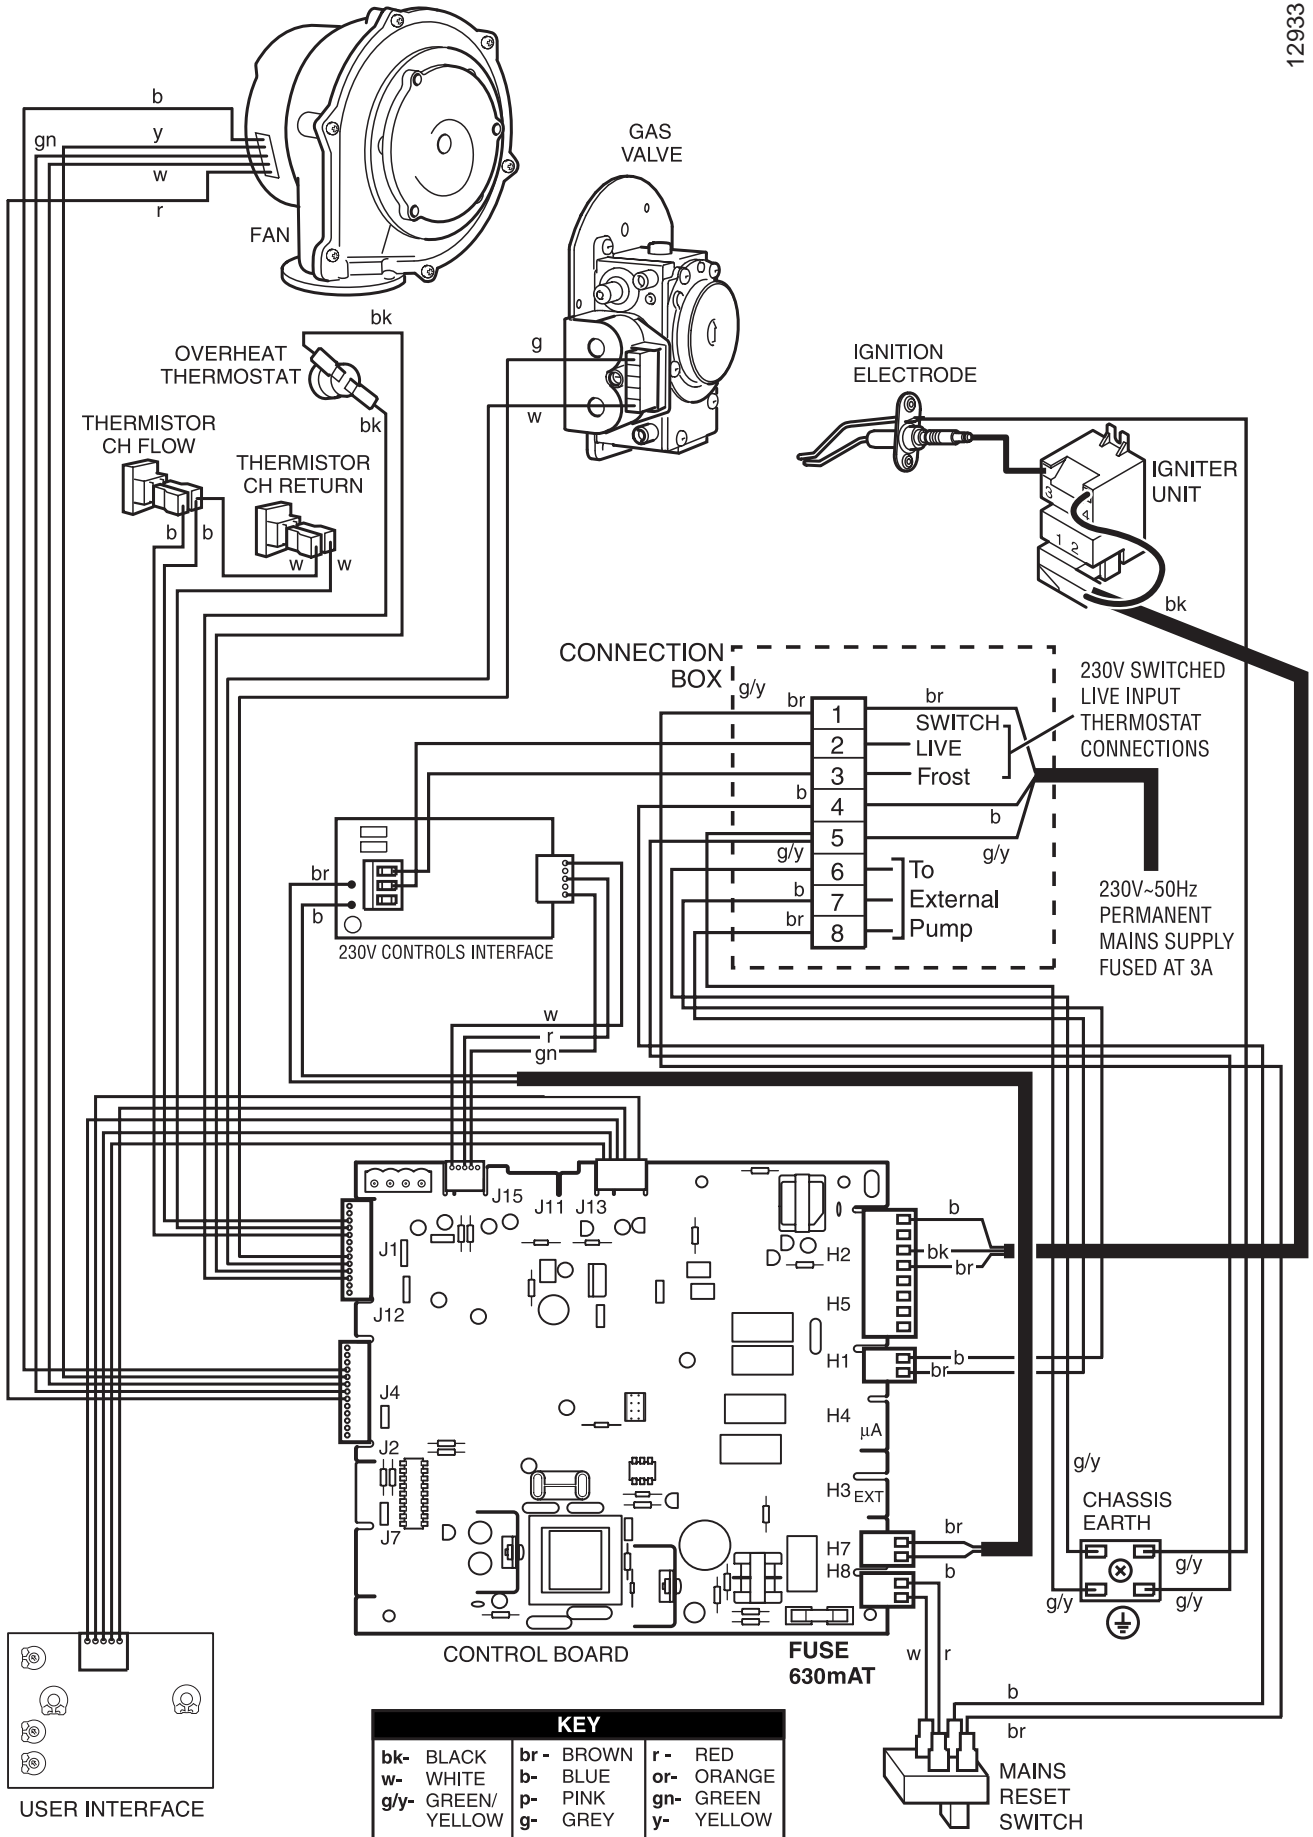 12933
b
gn
y
w
r
FAN
GAS
VALVE
bk
OVERHEAT
THERMOSTAT
bk
g
w
IGNITION
ELECTRODE
THERMISTOR
CH FLOW
THERMISTOR
CH RETURN
b
b
w
w
IGNITER
UNIT
3
4
1 2
bk
CONNECTION
BOX
g/y
br
1
br
SWITCH
2
LIVE
3
Frost
b
4
b
5
g/y
g/y
6
To
b
7
External
br
8
Pump
230V SWITCHED
LIVE INPUT
THERMOSTAT
CONNECTIONS
230V~50Hz
PERMANENT
MAINS SUPPLY
FUSED AT 3A
br
b
230V CONTROLS INTERFACE
w
r
gn
J15
J11
J13
J1
J12
J4
J2
J7
H2
H5
H1
H4
µA
H3 EXT
H7
H8
b
bk
br
b
br
br
b
g/y
CHASSIS
EARTH
g/y
g/y
g/y
CONTROL BOARD
FUSE
630mAT
w
r
b
br
MAINS
RESET
SWITCH
USER INTERFACE
KEY
bk- BLACK
w- WHITE
g/y- GREEN/
YELLOW
br - BROWN
b- BLUE
p- PINK
g- GREY
r - RED
or- ORANGE
gn- GREEN
y- YELLOW